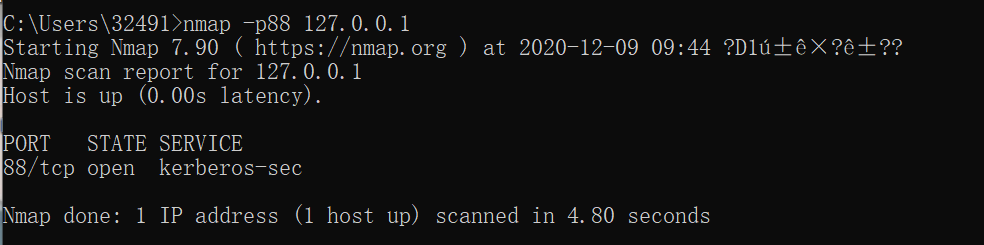 C:\Users\32491>nmap -p88 127.0.0.1
Starting Nmap 7.90 ( https://nmap.org ) at 2020-12-09 09:44 ?D1ú±ê×?ê±??
Nmap scan report for 127.0.0.1
Host is up (0.00s latency).
PORT   STATE SERVICE
88/tcp open  kerberos-sec
Nmap done: 1 IP address (1 host up) scanned in 4.80 seconds